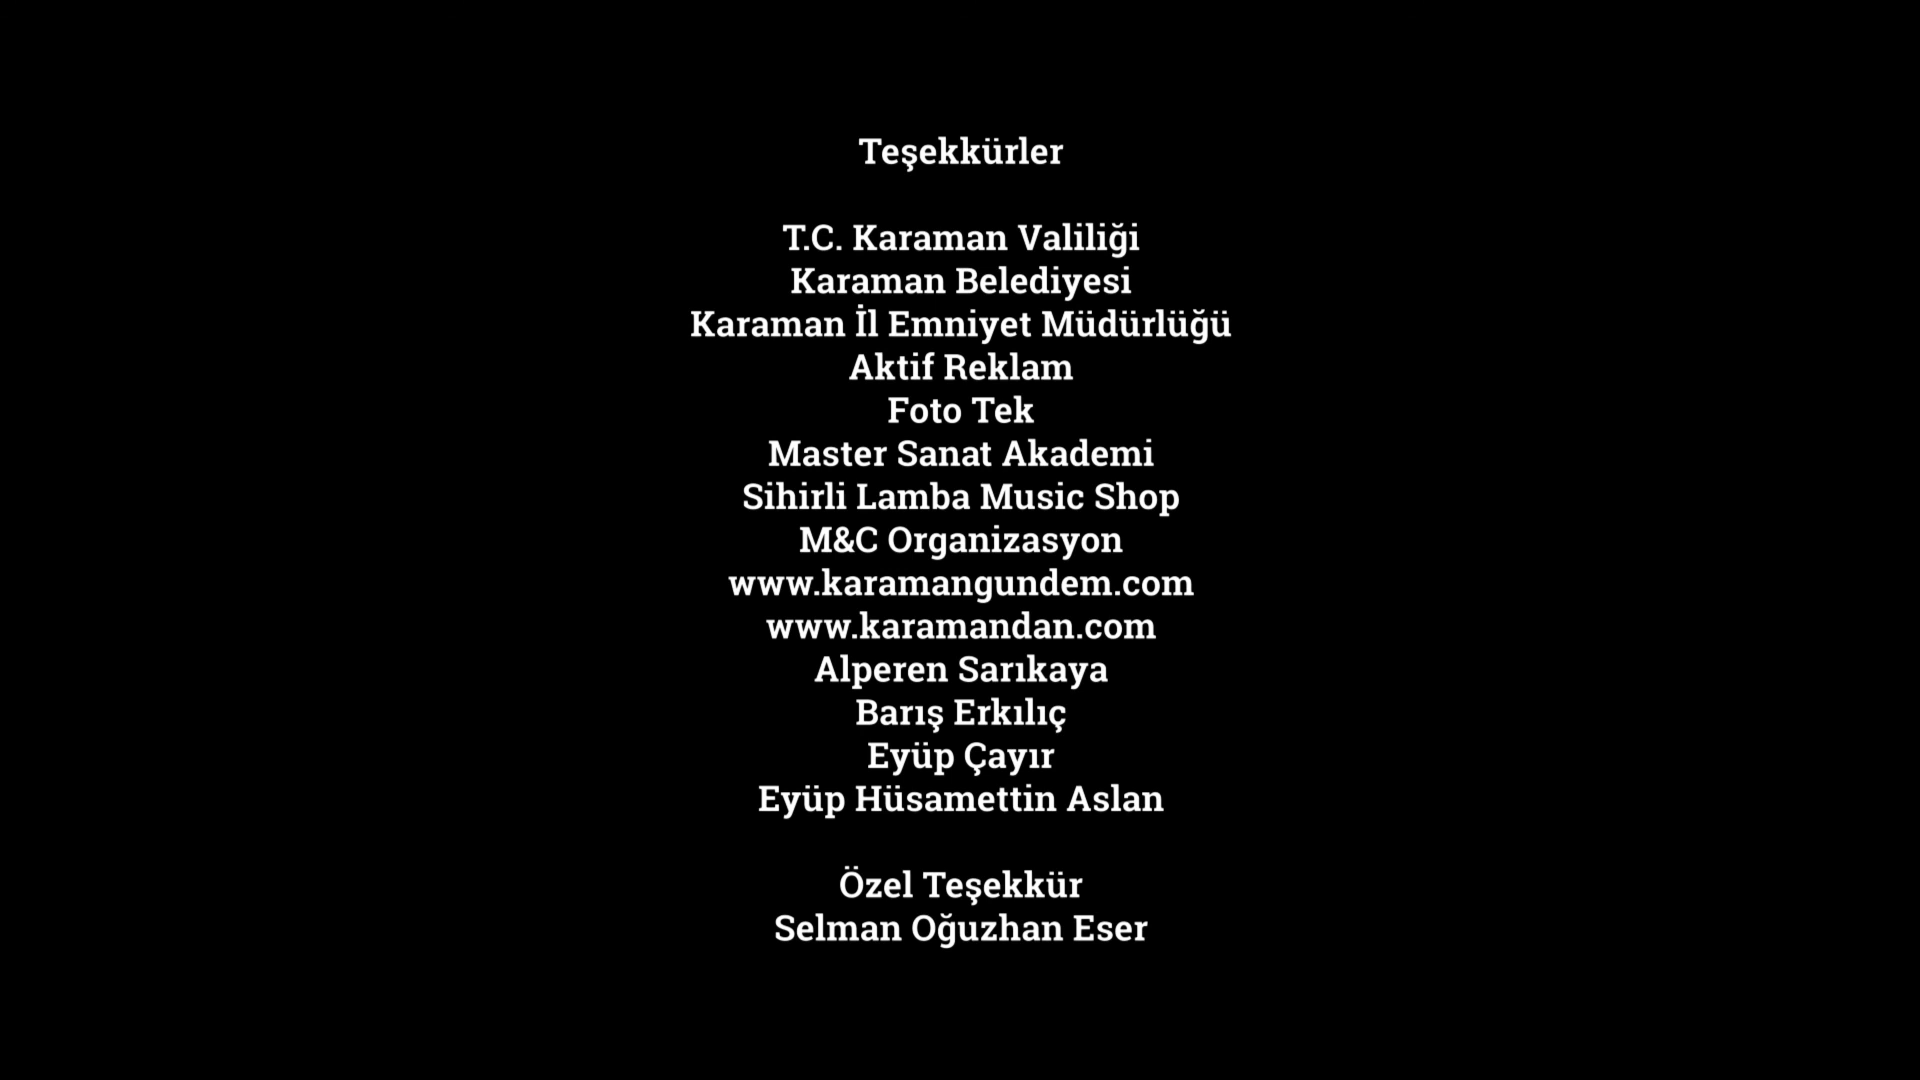 Teşekkürler
T.C. Karaman Valiliği
Karaman Belediyesi
Karaman İl Emniyet Müdürlüğü
Aktif Reklam
Foto Tek
Master Sanat Akademi
Sihirli Lamba Music Shop
M&C Organizasyon
www.karamangundem.com
www.karamandan.com
Alperen Sarıkaya
Barış Erkılıç
Eyüp Çayır
Eyüp Hüsamettin Aslan
Özel Teşekkür
Selman Oğuzhan Eser